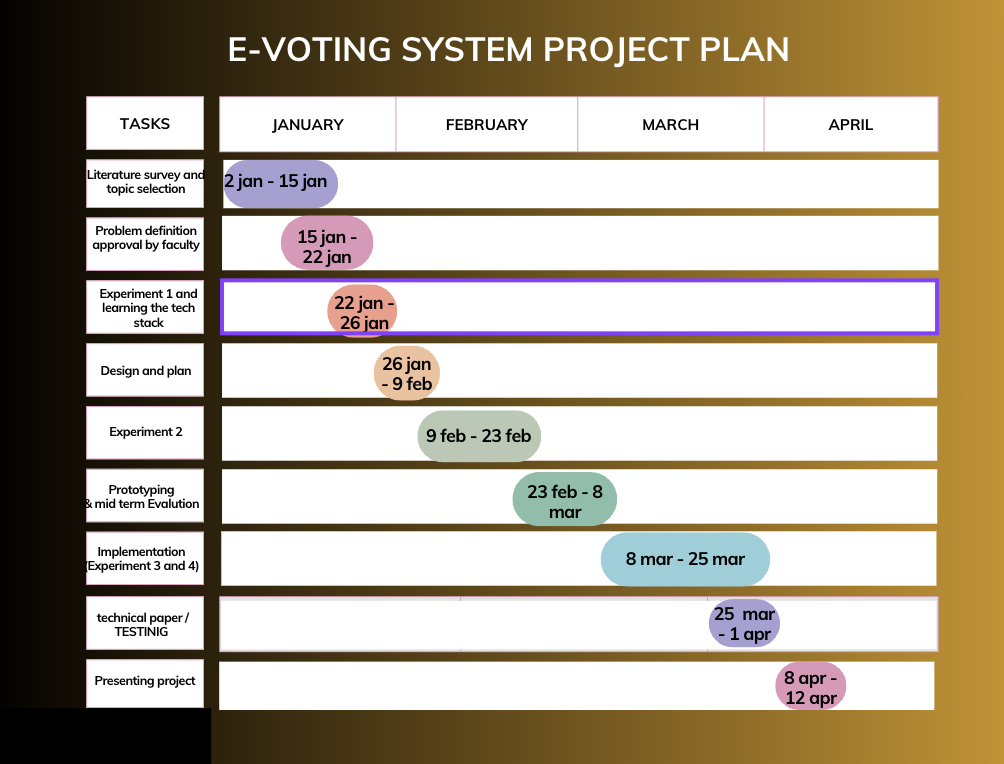 E-VOTING SYSTEM PROJECT PLAN
TASKS
JANUARY
FEBRUARY
MARCH
APRIL
Literature survey and
topic selection
2 jan - 15 jan
Problem definition
approval by faculty
15 jan -
22 jan
Experiment 1 and
learning the tech
stack
22 jan -
26 jan
Design and plan
26 jan
- 9 feb
Experiment 2
9 feb - 23 feb
Prototyping
& mid term Evalution
23 feb - 8
mar
Implementation
(Experiment 3 and 4)
8 mar - 25 mar
technical paper /
TESTINIG
25 mar
- 1 apr
Presenting project
8 apr -
12 apr